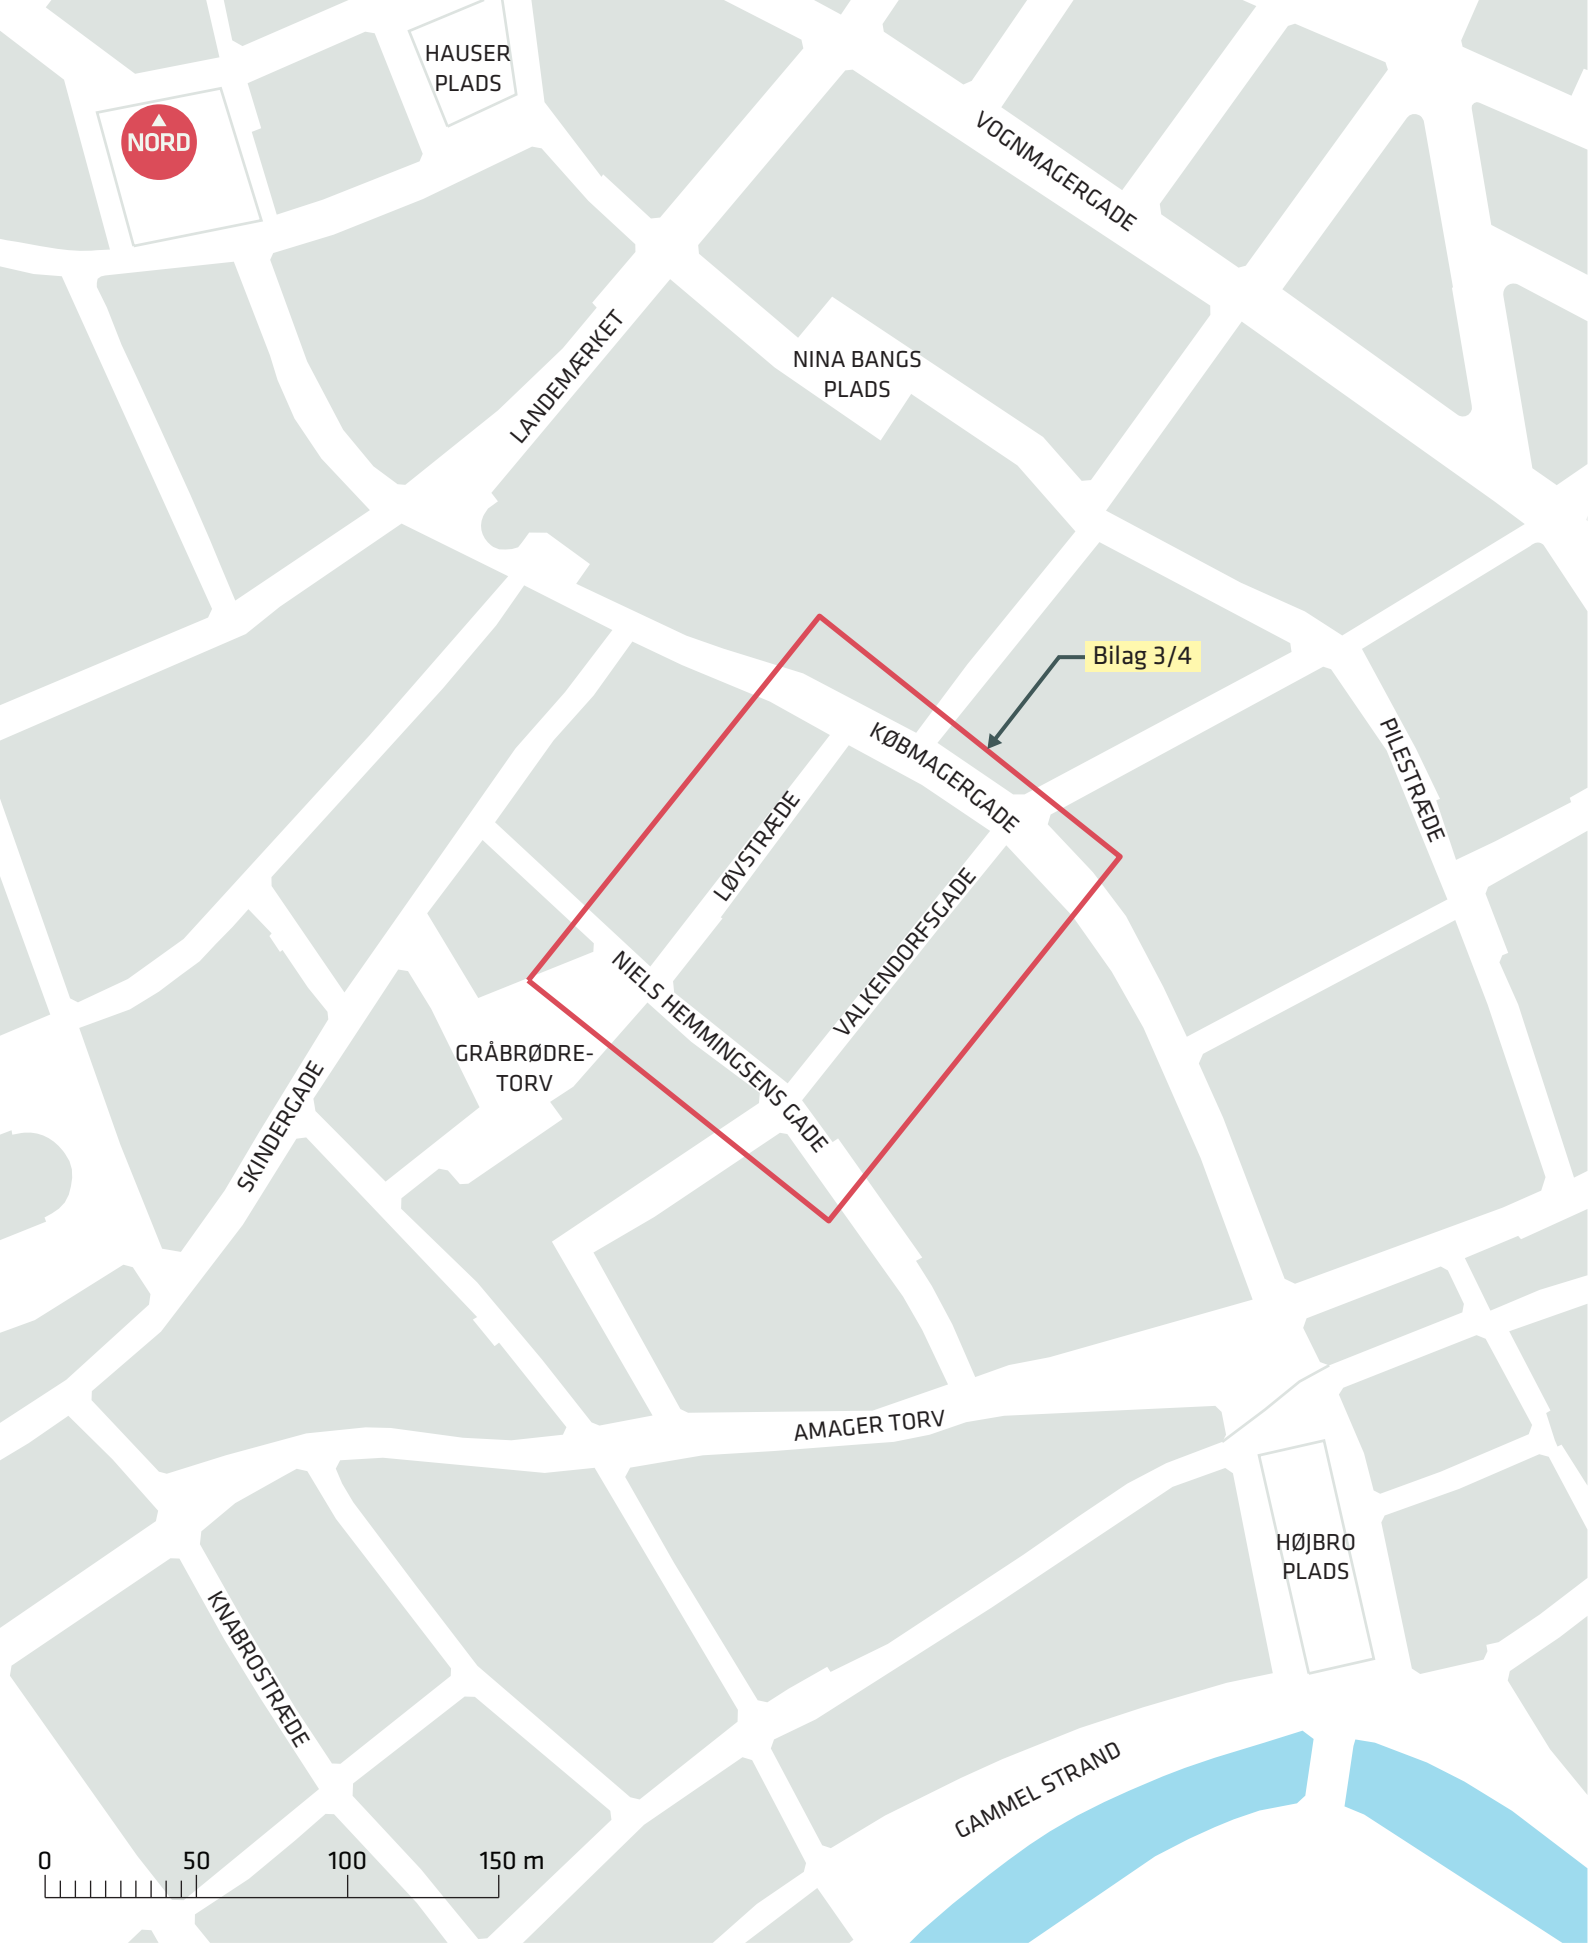 HAUSER
PLADS
NORD
VOGNMAGERGADE
LANDEMÆRKET
NINA BANGS
PLADS
Bilag 3/4
KØBMAGERGADE
PILESTRÆDE
LØVSTRÆDE
VALKENDORFSGADE
NIELS HEMMINGSENS GADE
GRÅBRØDRE-
TORV
SKINDERGADE
AMAGER TORV
HØJBRO
PLADS
KNABROSTRÆDE
GAMMEL STRAND
0 50 100 150 m